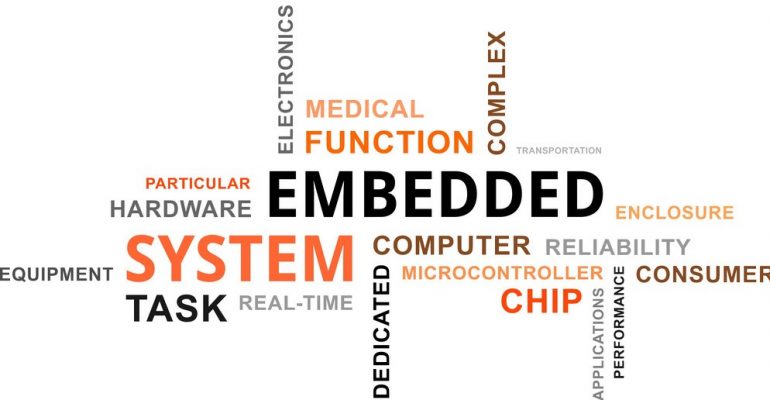 ELECTRONICS
COMPLEX
MEDICAL
FUNCTION
TRANSPORTATION
PARTICULAR
EMBEDDED
HARDWARE
ENCLOSURE
SYSTEM
COMPUTER
RELIABILITY
EQUIPMENT
MICROCONTROLLER
CONSUMER
TASK
REAL-TIME
DEDICATED
CHIP
APPLICATIONS
PERFORMANCE